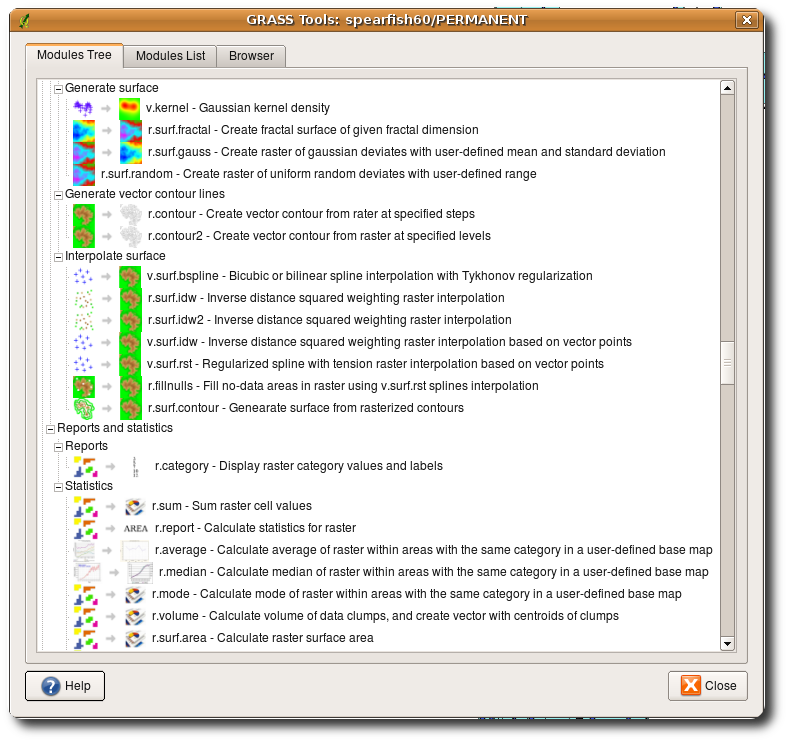 GRASS Tools: spearfish60/PERMANENT
Modules Tree Modules List Browser
Generate surface
v.kernel - Gaussian kernel density
r.surf.fractal - Create fractal surface of given fractal dimension
r.surf.gauss - Create raster of gaussian deviates with user-defined mean and standard deviation
r.surf.random - Create raster of uniform random deviates with user-defined range
Generate vector contour lines
r.contour - Create vector contour from rater at specified steps
r.contour2 - Create vector contour from raster at specified levels
Interpolate surface
v.surf.bspline - Bicubic or bilinear spline interpolation with Tykhonov regularization
r.surf.idw - Inverse distance squared weighting raster interpolation
r.surf.idw2 - Inverse distance squared weighting raster interpolation
v.surf.idw - Inverse distance squared weighting raster interpolation based on vector points
v.surf.rst - Regularized spline with tension raster interpolation based on vector points
r.fillnulls - Fill no-data areas in raster using v.surf.rst splines interpolation
r.surf.contour - Genearate surface from rasterized contours
Reports and statistics
Reports
r.category - Display raster category values and labels
Statistics
r.sum - Sum raster cell values
AREA r.report - Calculate statistics for raster
r.average - Calculate average of raster within areas with the same category in a user-defined base map
r.median - Calculate median of raster within areas with the same category in a user-defined base map
r.mode - Calculate mode of raster within areas with the same category in a user-defined base map
r.volume - Calculate volume of data clumps, and create vector with centroids of clumps
r.surf.area - Calculate raster surface area
Help Close